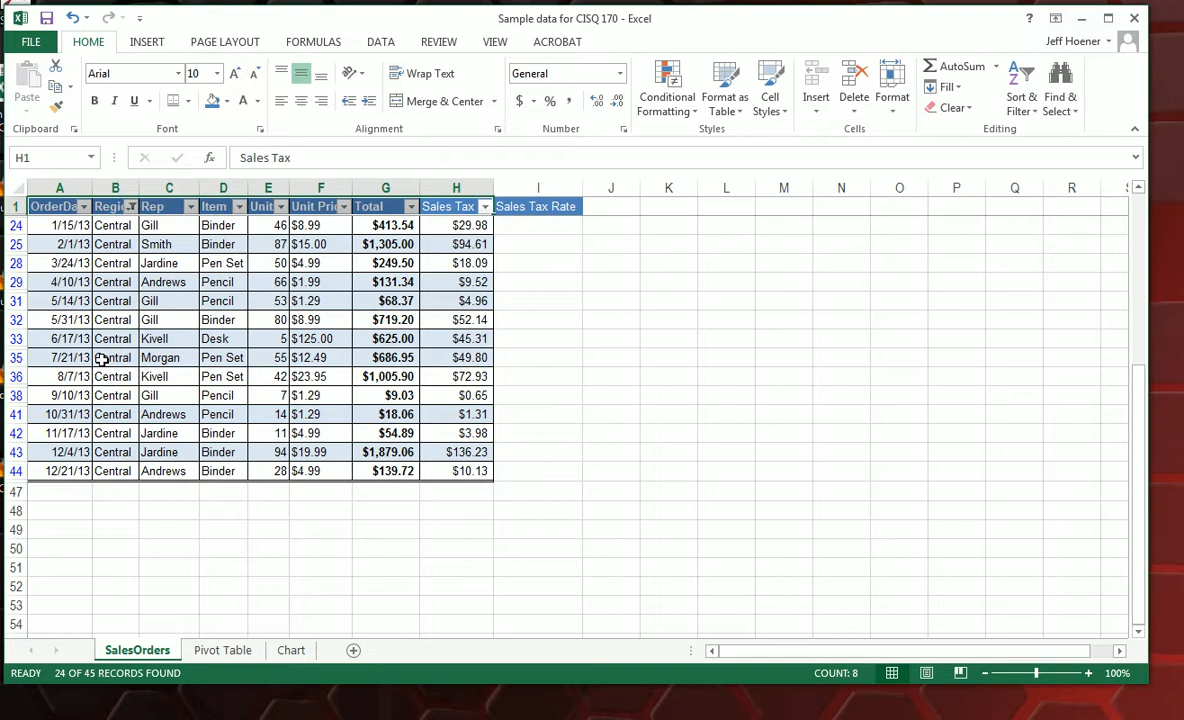 Sample data for CISQ 170 - Excel
FILE HOME INSERT PAGE LAYOUT FORMULAS DATA REVIEW VIEW ACROBAT Jeff Hoener
Paste Arial 10 Wrap Text General Conditional Formatting Format as Table Cell Styles Insert Delete Format AutoSum Fill Clear Sort & Filter Find & Select
B I U A Merge & Center $ % ,
Clipboard Font Alignment Number Styles Cells Editing
H1 fx Sales Tax
A B C D E F G H I J K L M N O P Q R
1 OrderDa Regi Rep Item Unit Unit Pri Total Sales Tax Sales Tax Rate
24 1/15/13 Central Gill Binder 46 $8.99 $413.54 $29.98
25 2/1/13 Central Smith Binder 87 $15.00 $1,305.00 $94.61
28 3/24/13 Central Jardine Pen Set 50 $4.99 $249.50 $18.09
29 4/10/13 Central Andrews Pencil 66 $1.99 $131.34 $9.52
31 5/14/13 Central Gill Pencil 53 $1.29 $68.37 $4.96
32 5/31/13 Central Gill Binder 80 $8.99 $719.20 $52.14
33 6/17/13 Central Kivell Desk 5 $125.00 $625.00 $45.31
35 7/21/13 Central Morgan Pen Set 55 $12.49 $686.95 $49.80
36 8/7/13 Central Kivell Pen Set 42 $23.95 $1,005.90 $72.93
38 9/10/13 Central Gill Pencil 7 $1.29 $9.03 $0.65
41 10/31/13 Central Andrews Pencil 14 $1.29 $18.06 $1.31
42 11/17/13 Central Jardine Binder 11 $4.99 $54.89 $3.98
43 12/4/13 Central Jardine Binder 94 $19.99 $1,879.06 $136.23
44 12/21/13 Central Andrews Binder 28 $4.99 $139.72 $10.13
47
48
49
50
51
52
53
54
SalesOrders Pivot Table Chart
READY 24 OF 45 RECORDS FOUND COUNT: 8 100%